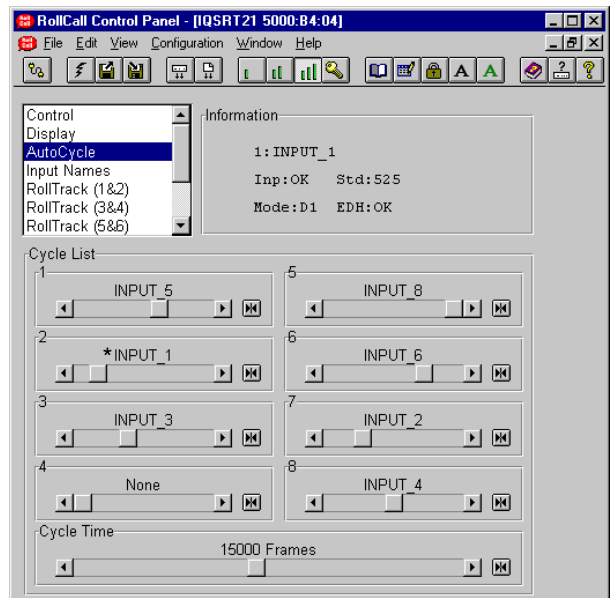 RollCall Control Panel - [IQSRT21 5000:B4:04]
File Edit View Configuration Window Help
A A
Control
Display
AutoCycle
Input Names
RollTrack (1&2)
RollTrack (3&4)
RollTrack (5&6)
Information
1:INPUT_1
Inp:OK Std:525
Mode:D1 EDH:OK
Cycle List
1
INPUT_5
5
INPUT_8
2
*INPUT_1
6
INPUT_6
3
INPUT_3
7
INPUT_2
4
None
8
INPUT_4
Cycle Time
15000 Frames